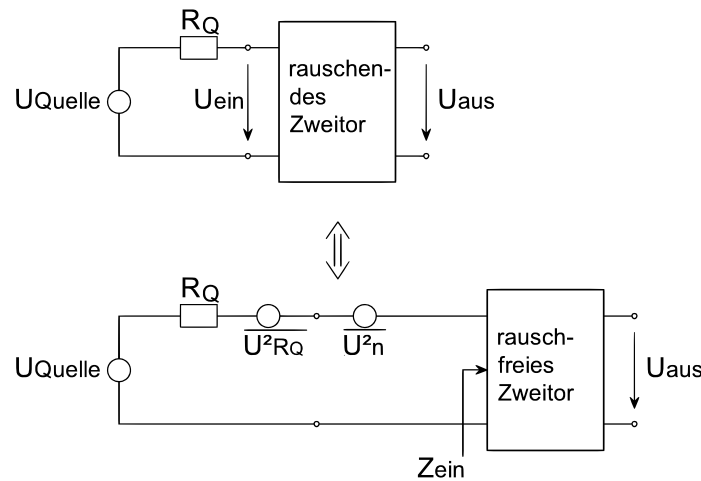 RQ
UQuelle
Uein
rauschen-
des
Zweitor
Uaus
RQ
U²RQ
U²n
UQuelle
rausch-
freies
Zweitor
Uaus
Zein